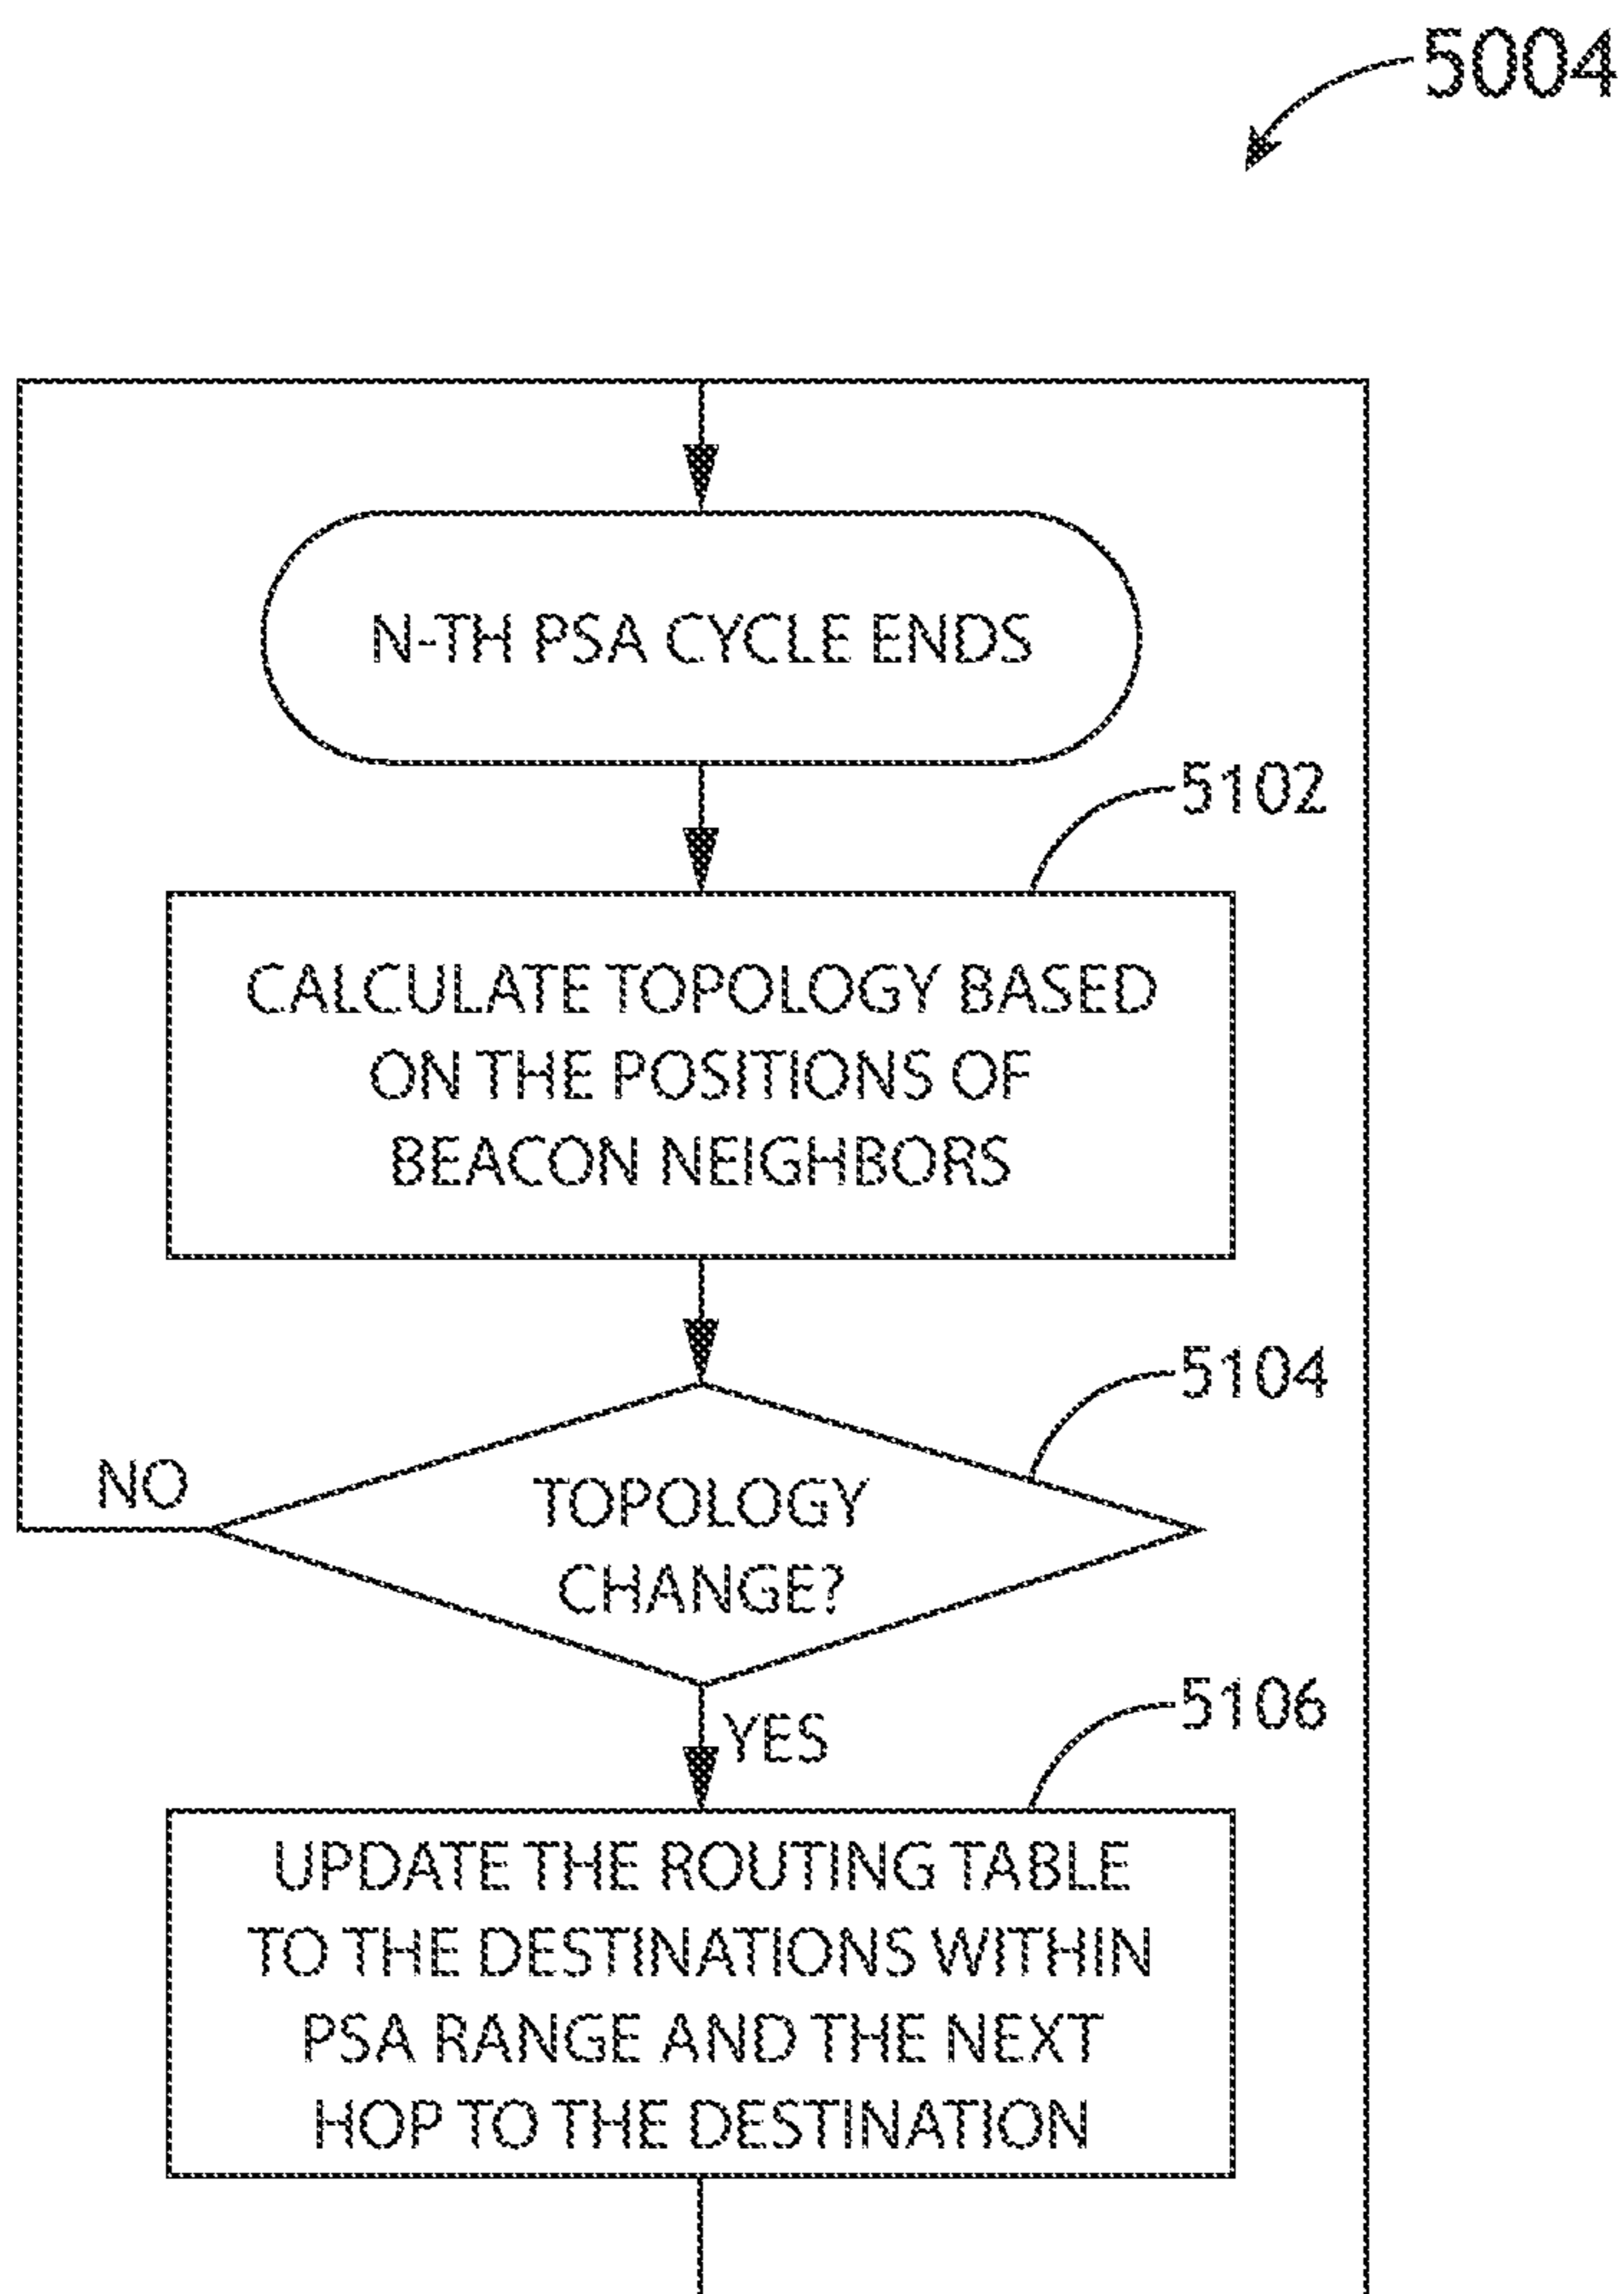 5004
N-TH PSA CYCLE ENDS
5102
CALCULATE TOPOLOGY BASED
ON THE POSITIONS OF
BEACON NEIGHBORS
5104
NO
TOPOLOGY
CHANGE?
5106
YES
UPDATE THE ROUTING TABLE
TO THE DESTINATIONS WITHIN
PSA RANGE AND THE NEXT
HOP TO THE DESTINATION